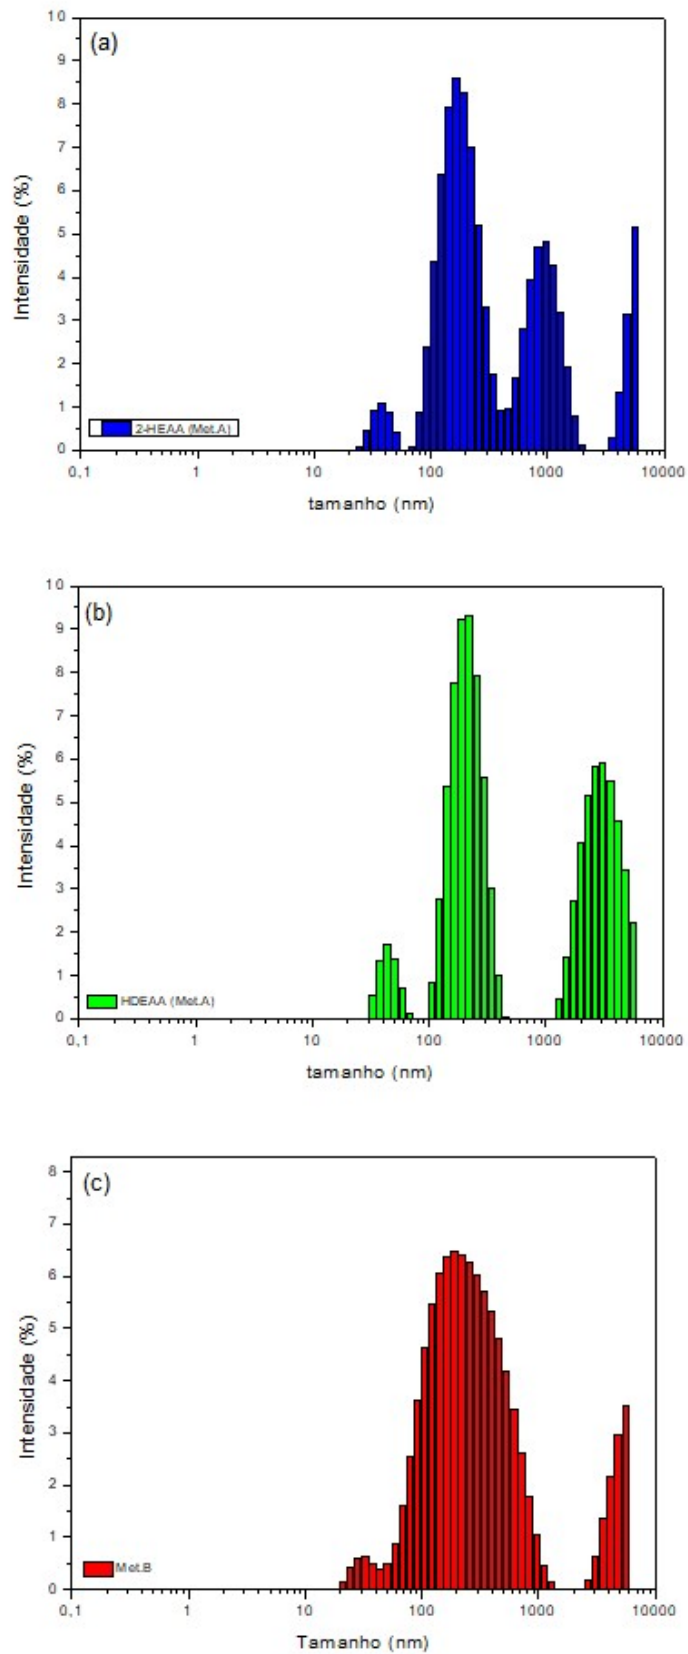 (a)
Intensidade (%)
10
9
8
7
6
5
4
3
2
1
0
2-HEAA (Met.A)
0,1 1 10 100 1000 10000
tamanho (nm)
(b)
Intensidade (%)
10
9
8
7
6
5
4
3
2
1
0
HDEAA (Met.A)
0,1 1 10 100 1000 10000
tamanho (nm)
(c)
Intensidade (%)
8
7
6
5
4
3
2
1
0
Met.B
0,1 1 10 100 1000 10000
Tamanho (nm)